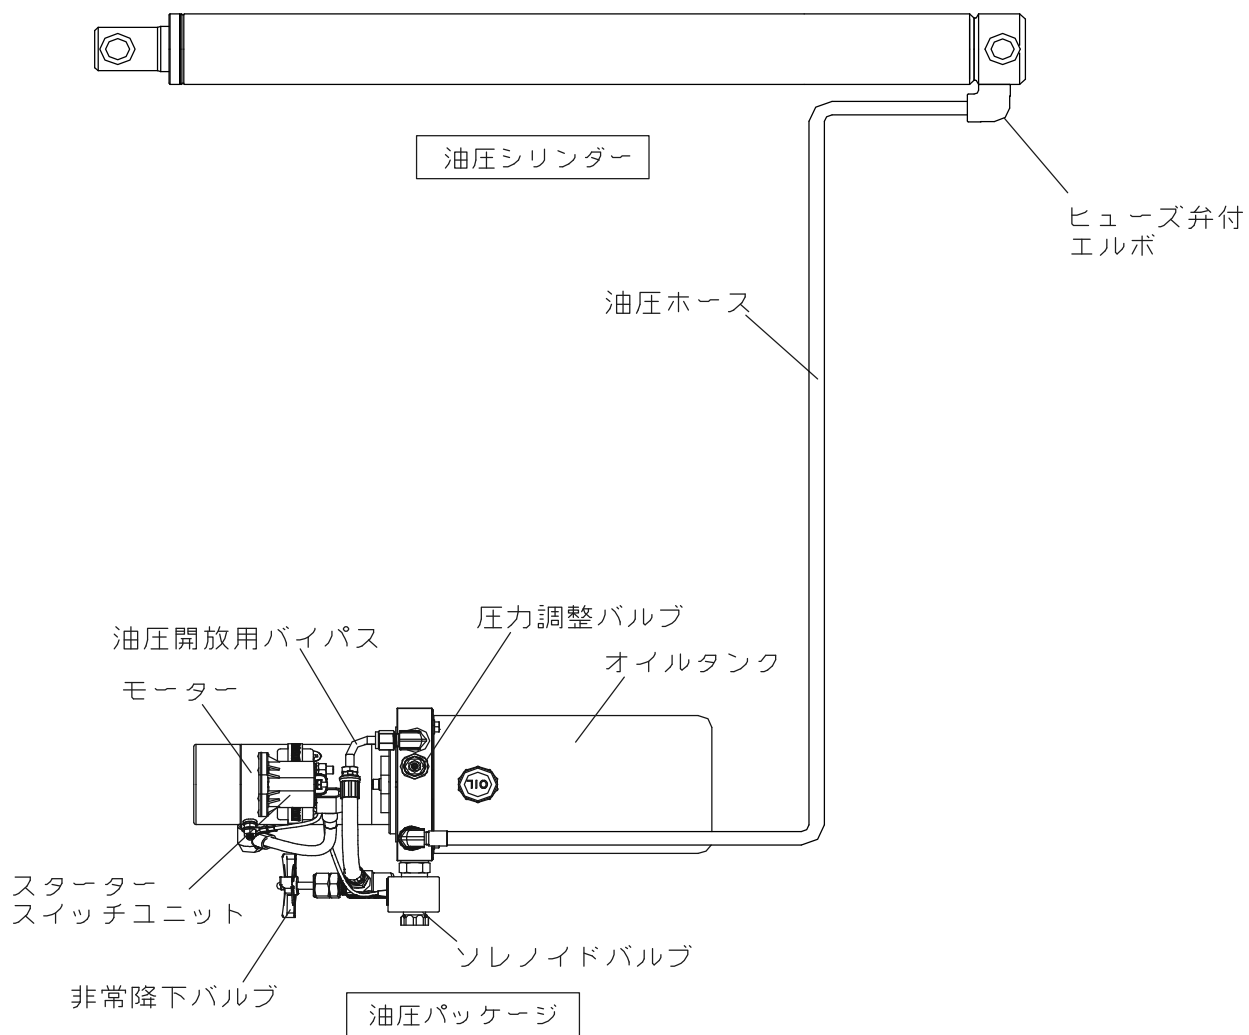 油圧シリンダー
ヒューズ弁付
エルボ
油圧ホース
圧力調整バルブ
油圧開放用バイパス
オイルタンク
モーター
OIL
スターター
スイッチユニット
ソレノイドバルブ
非常降下バルブ
油圧パッケージ